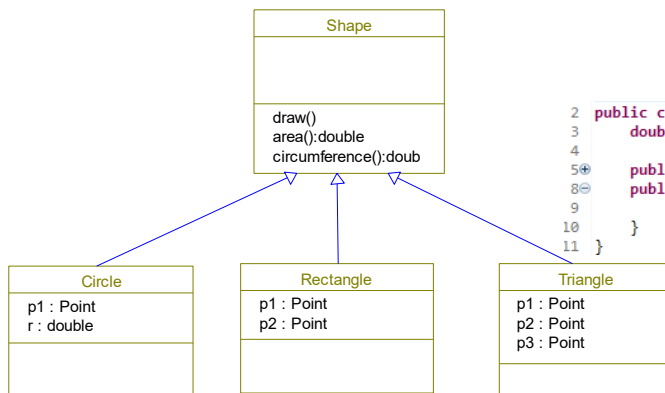 Shape
draw()
area():double
circumference():doub
2 public c
3 doub
4
5 publ
8 publ
9
10 }
11 }
Circle
p1 : Point
r : double
Rectangle
p1 : Point
p2 : Point
Triangle
p1 : Point
p2 : Point
p3 : Point